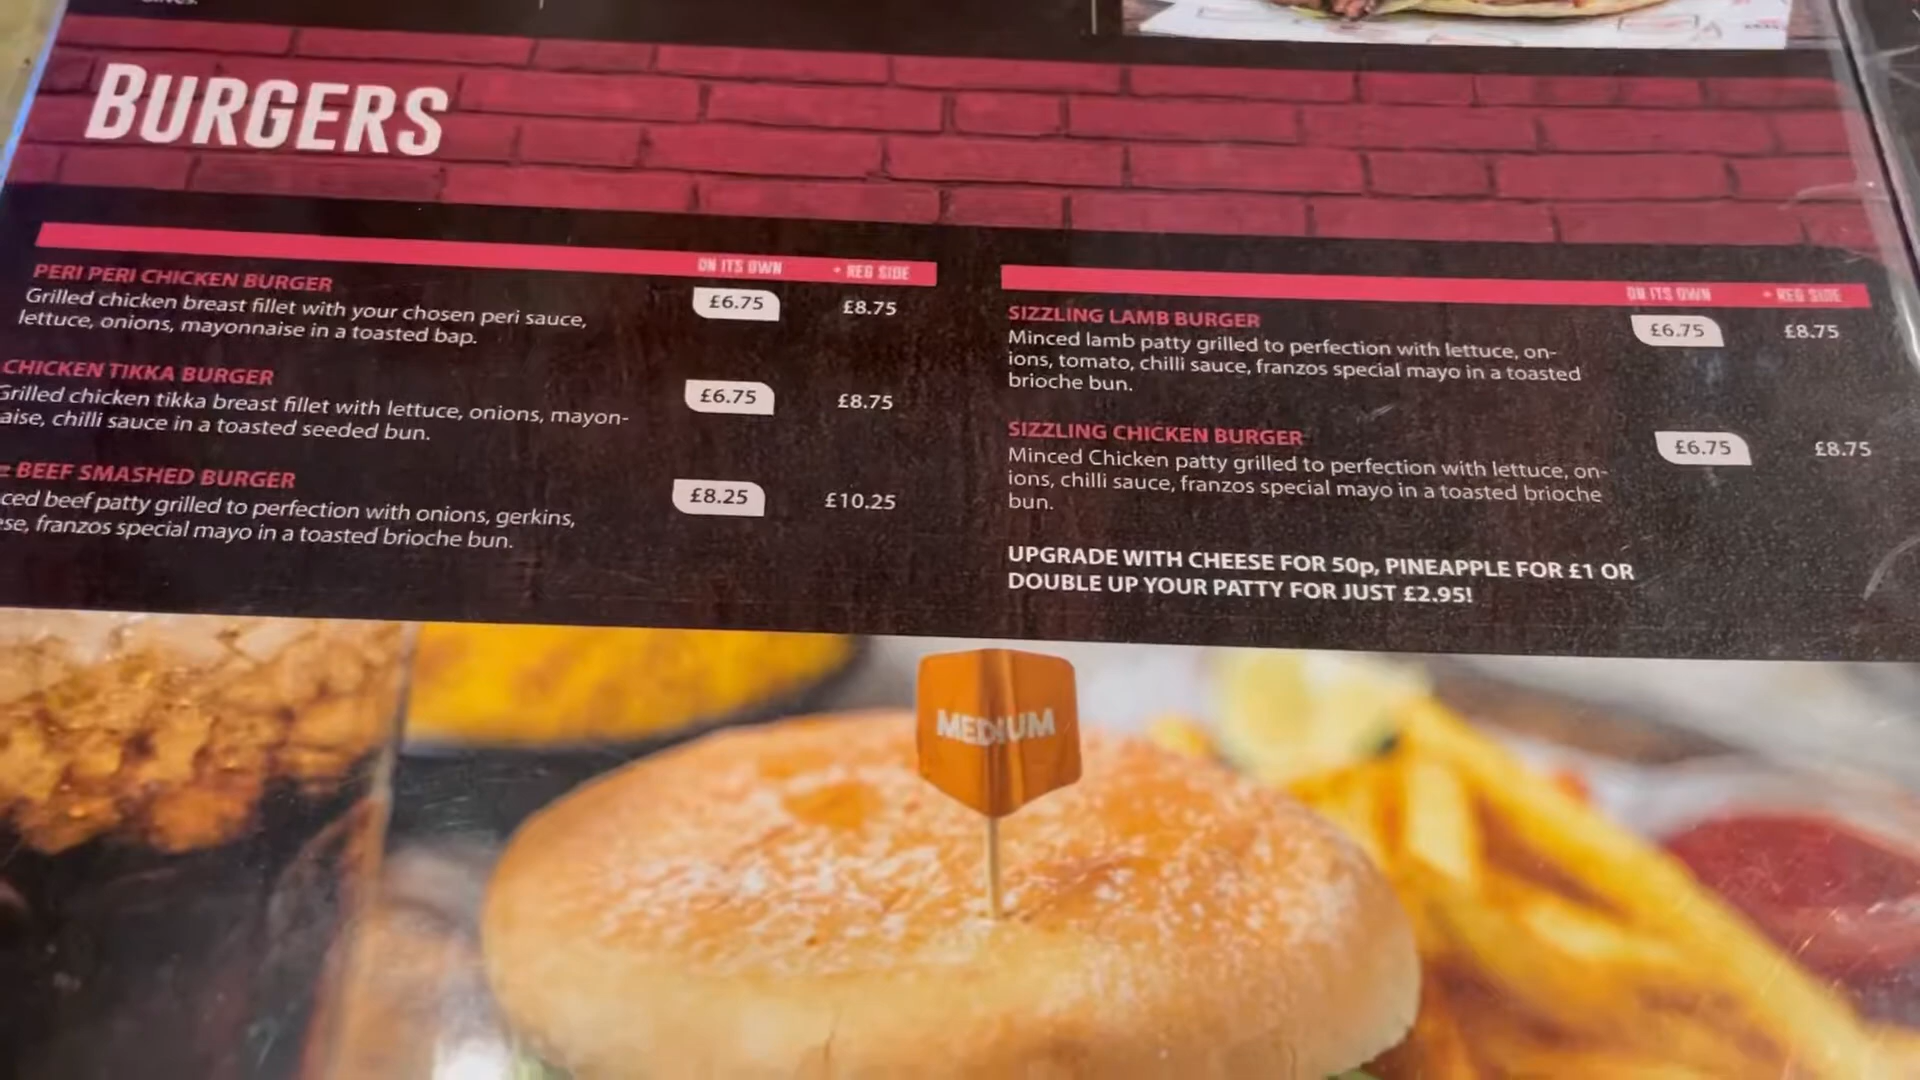 BURGERS
ON ITS OWN + REG SIDE
PERI PERI CHICKEN BURGER
£6.75 £8.75
Grilled chicken breast fillet with your chosen peri sauce,
lettuce, onions, mayonnaise in a toasted bap.
CHICKEN TIKKA BURGER
£6.75 £8.75
Grilled chicken tikka breast fillet with lettuce, onions, mayon-
aise, chilli sauce in a toasted seeded bun.
BEEF SMASHED BURGER
£8.25 £10.25
ced beef patty grilled to perfection with onions, gerkins,
se, franzos special mayo in a toasted brioche bun.
ON ITS OWN + REG SIDE
SIZZLING LAMB BURGER
£6.75 £8.75
Minced lamb patty grilled to perfection with lettuce, on-
ions, tomato, chilli sauce, franzos special mayo in a toasted
brioche bun.
SIZZLING CHICKEN BURGER
£6.75 £8.75
Minced Chicken patty grilled to perfection with lettuce, on-
ions, chilli sauce, franzos special mayo in a toasted brioche
bun.
UPGRADE WITH CHEESE FOR 50p, PINEAPPLE FOR £1 OR
DOUBLE UP YOUR PATTY FOR JUST £2.95!
MEDIUM